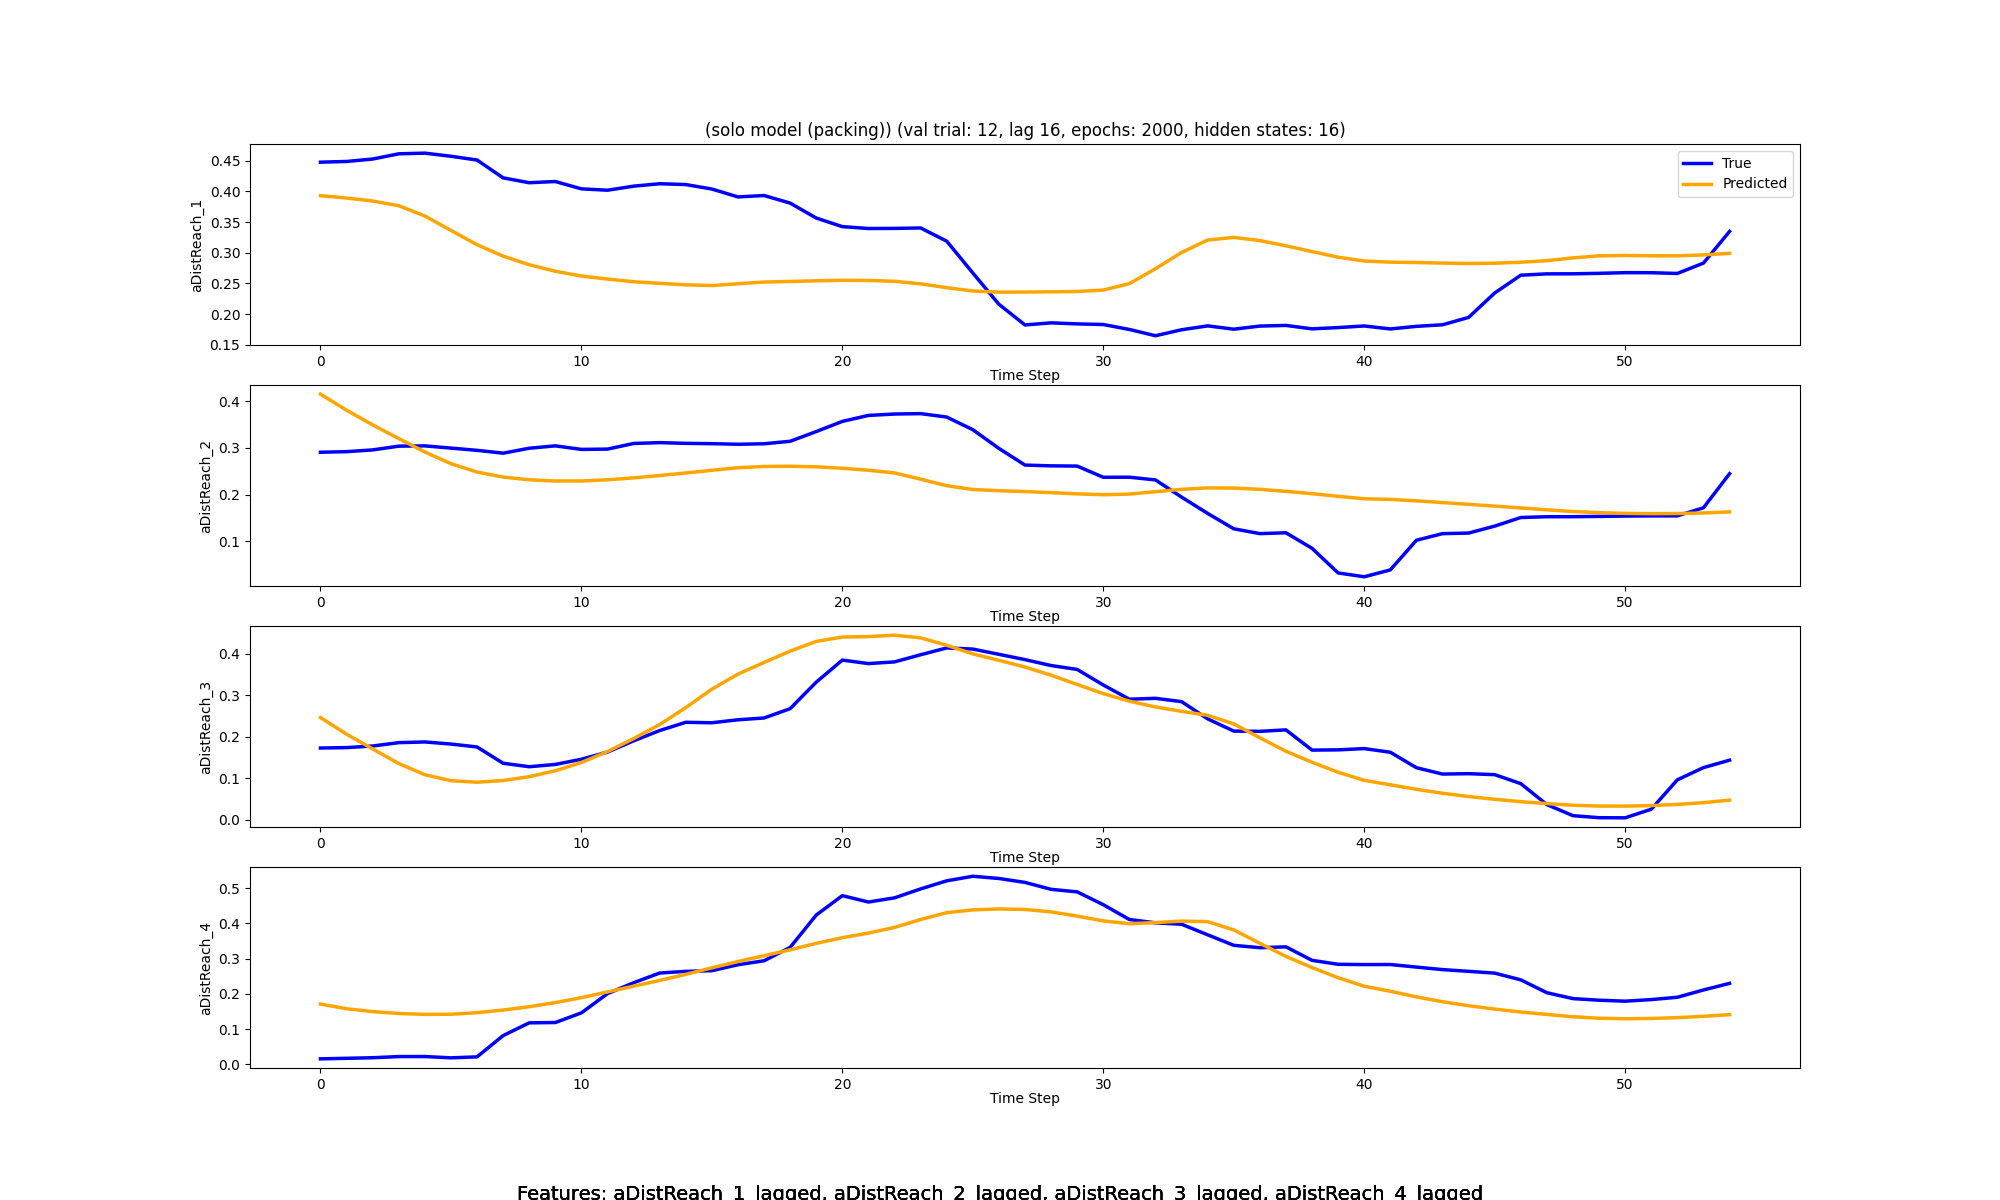 (solo model (packing)) (val trial: 12, lag 16, epochs: 2000, hidden states: 16)
True
Predicted
aDistReach_1
0.45
0.40
0.35
0.30
0.25
0.20
0.15
0 10 20 30 40 50
Time Step
aDistReach_2
0.4
0.3
0.2
0.1
0 10 20 30 40 50
Time Step
aDistReach_3
0.4
0.3
0.2
0.1
0.0
0 10 20 30 40 50
Time Step
aDistReach_4
0.5
0.4
0.3
0.2
0.1
0.0
0 10 20 30 40 50
Time Step
Features: aDistReach_1_lagged, aDistReach_2_lagged, aDistReach_3_lagged, aDistReach_4_lagged